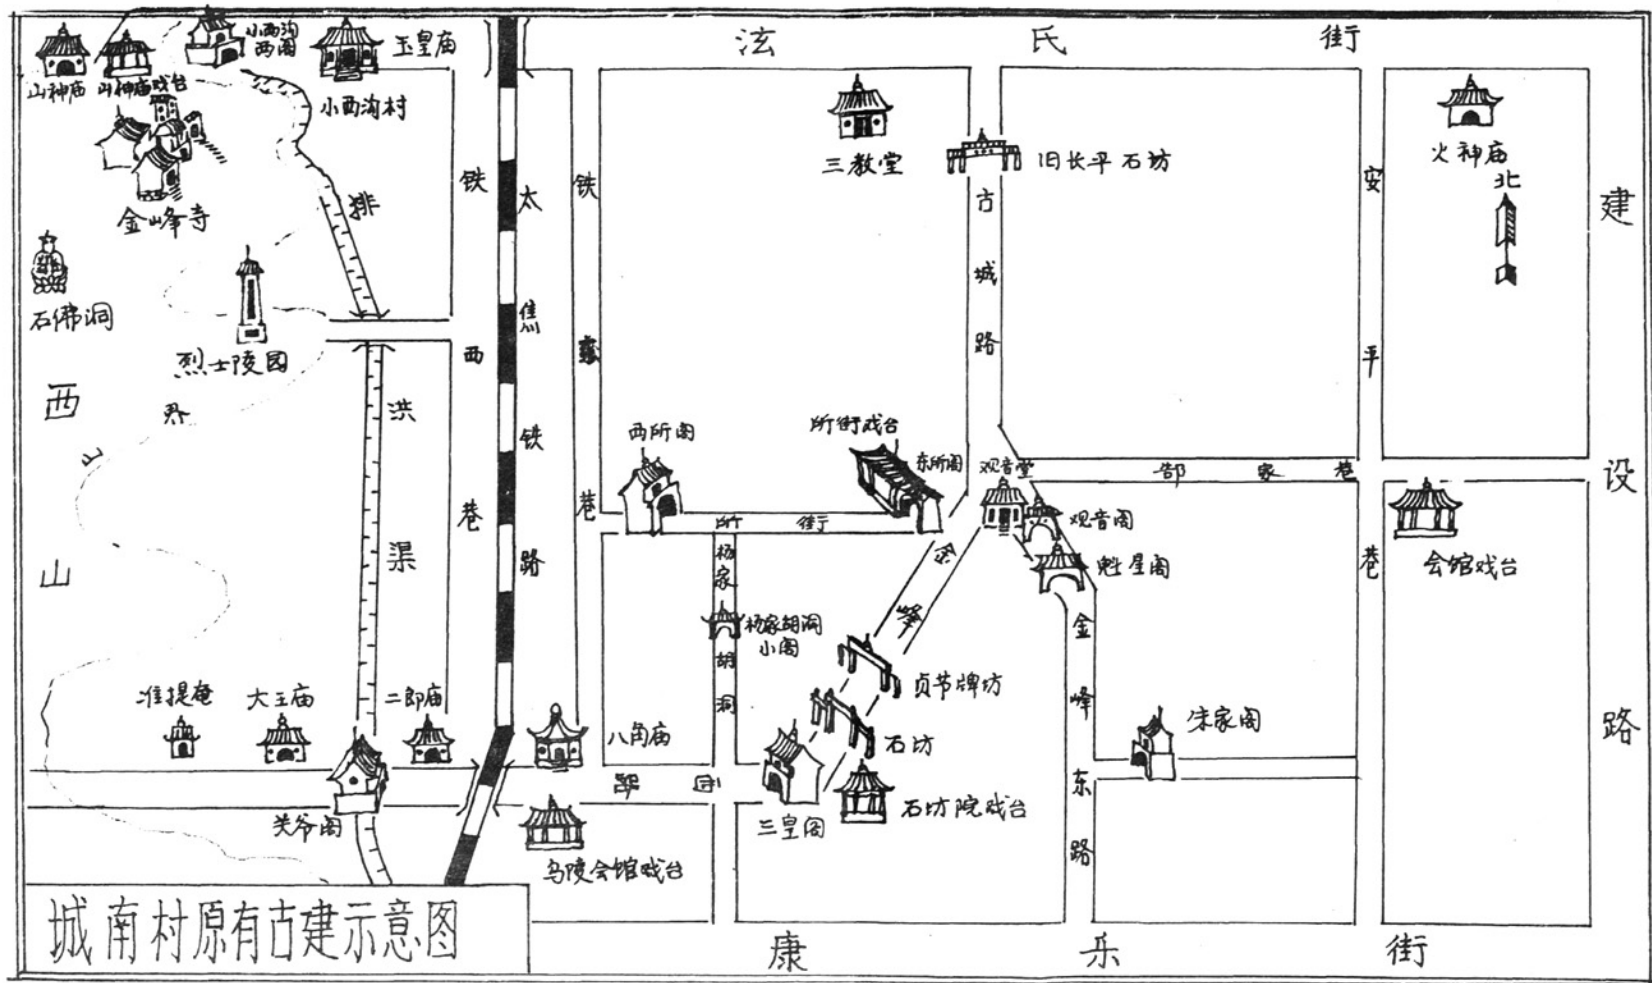 泫氏街
山神庙
山神庙戏台
小西沟
西阁
玉皇庙
小西沟村
金峰寺
石佛洞
烈士陵园
西山
山界
排洪渠
铁西巷
太焦铁路
三教堂
旧长平石坊
古城路
安平巷
火神庙
北
建设路
西所阁
所街戏台
东所阁
观音堂
观音阁
魁星阁
郜家巷
会馆戏台
所街
杨家胡洞
杨家胡洞
小阁
金峰
贞节牌坊
石坊
石坊院戏台
三皇阁
金峰东路
朱家阁
准提庵
大王庙
二郎庙
八角庙
关爷阁
乌陵会馆戏台
康乐街
城南村原有古建示意图